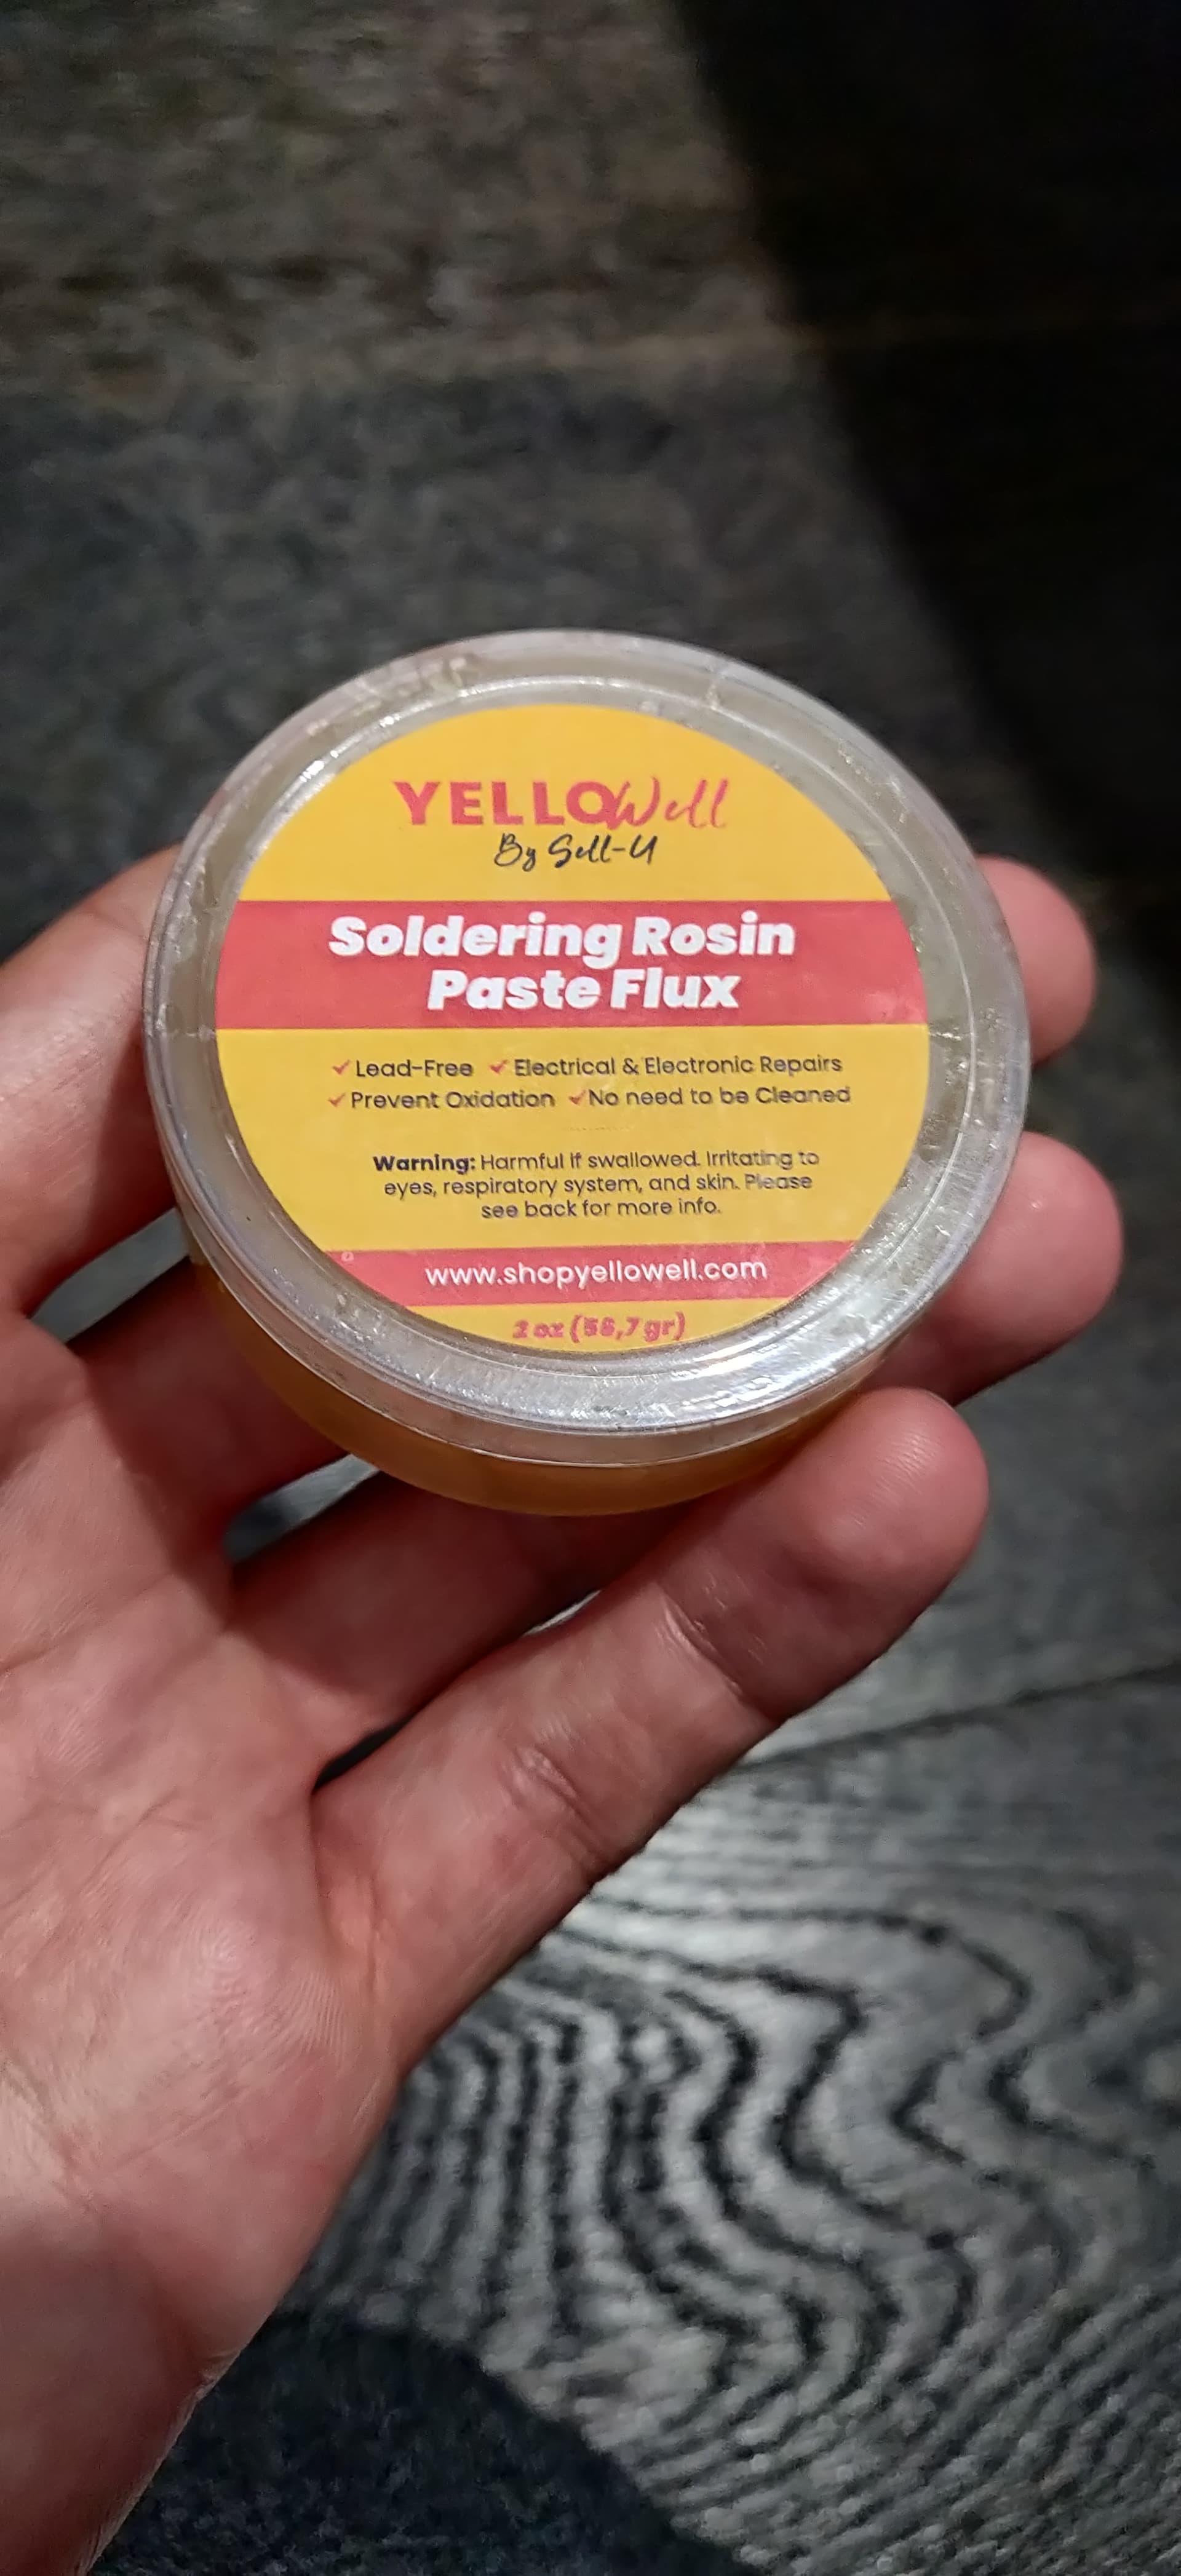 YELLOWell
By Sell-U
Soldering Rosin
Paste Flux
Lead-Free Electrical & Electronic Repairs
Prevent Oxidation No need to be Cleaned
Warning: Harmful if swallowed. Irritating to
eyes, respiratory system, and skin. Please
see back for more info.
www.shopyellowell.com
2 oz (56,7 gr)